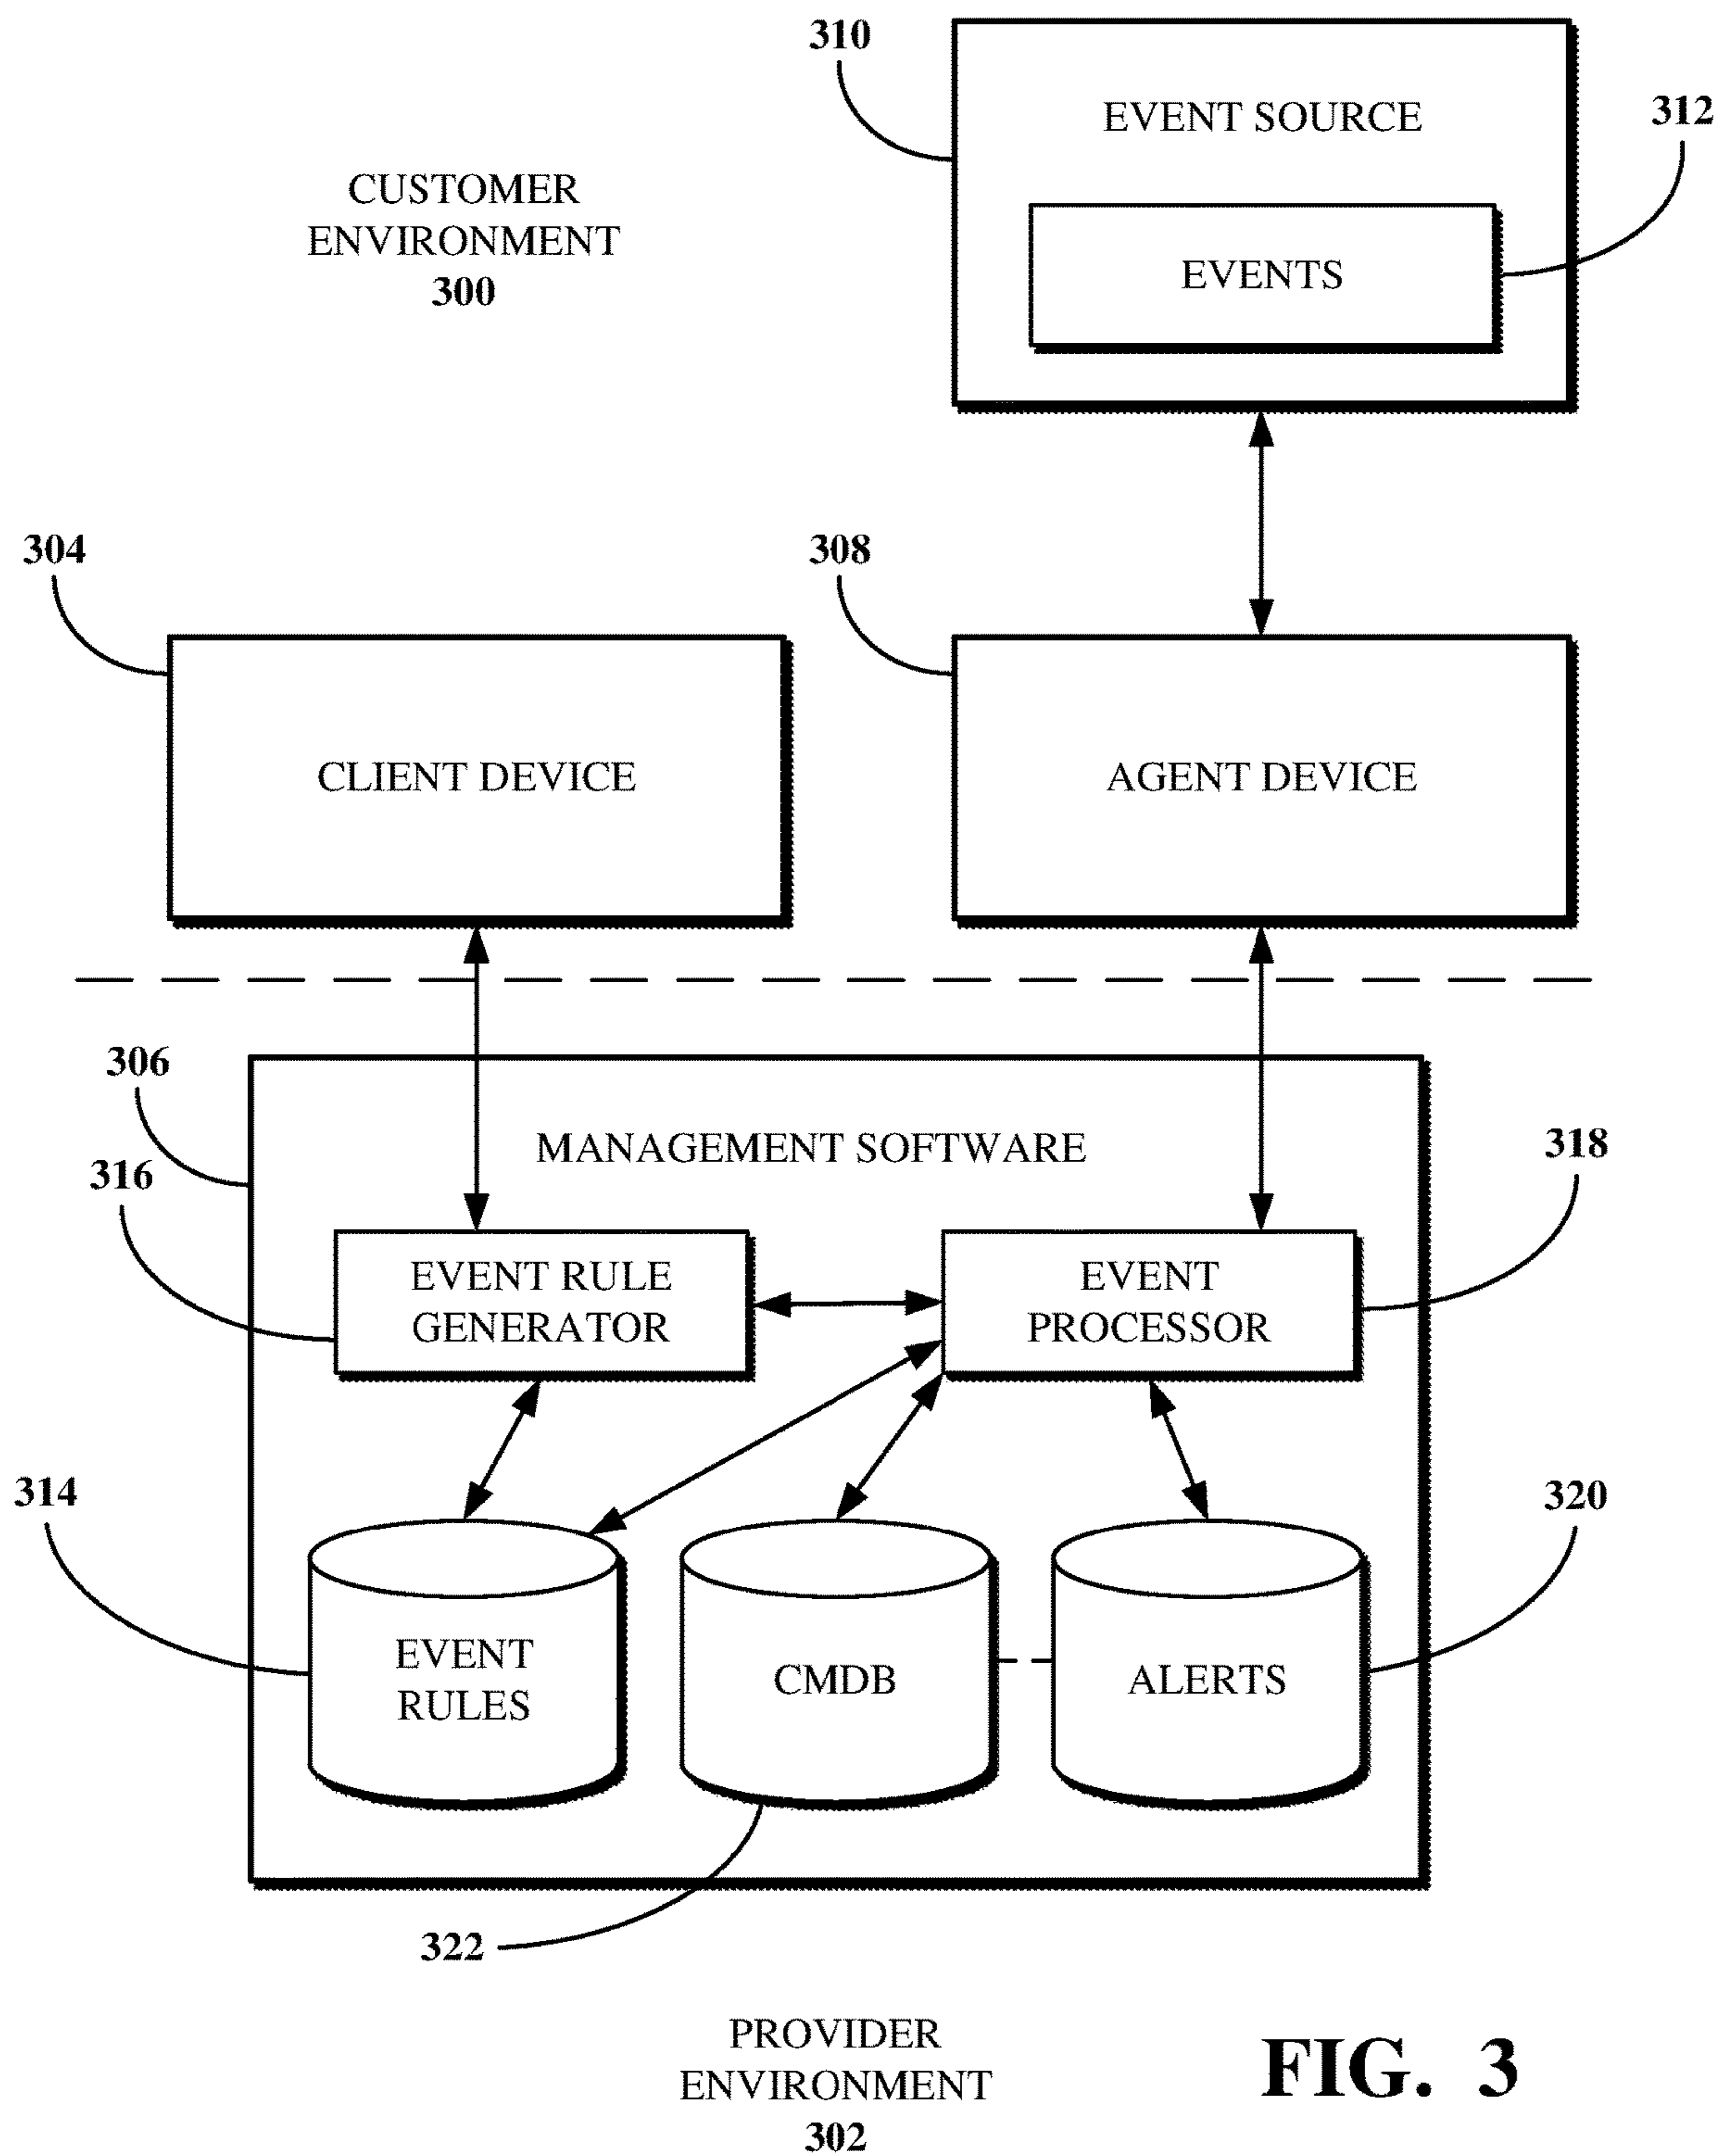 310
EVENT SOURCE
312
CUSTOMER
ENVIRONMENT
300
EVENTS
304
308
CLIENT DEVICE
AGENT DEVICE
306
MANAGEMENT SOFTWARE
318
316
EVENT RULE
GENERATOR
EVENT
PROCESSOR
314
320
EVENT
RULES
CMDB
ALERTS
322
PROVIDER
ENVIRONMENT
302
FIG. 3